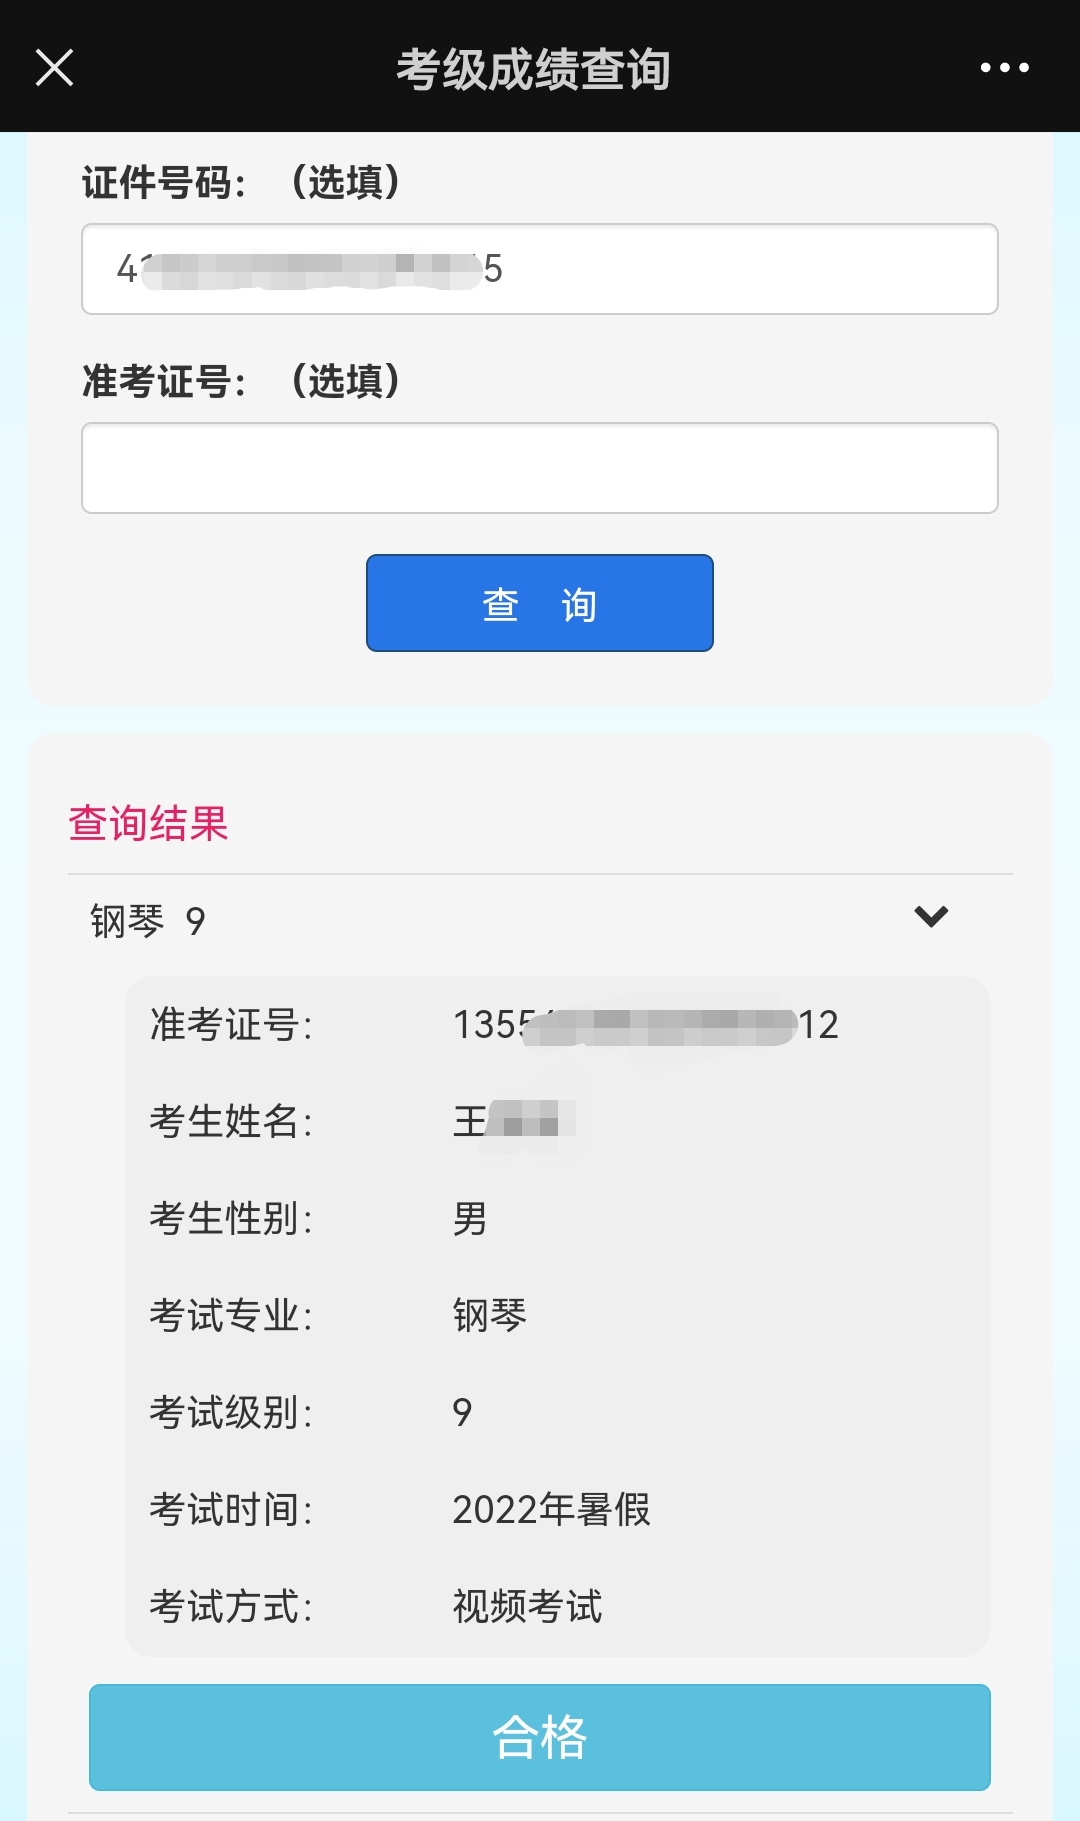 考级成绩查询
证件号码: （选填）
41 5
准考证号: （选填）
查 询
查询结果
钢琴 9
准考证号: 1355 12
考生姓名: 王
考生性别: 男
考试专业: 钢琴
考试级别: 9
考试时间: 2022年暑假
考试方式: 视频考试
合格